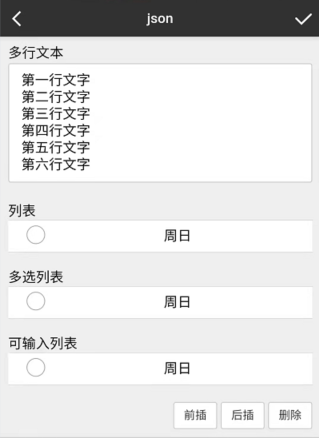 json
多行文本
第一行文字
第二行文字
第三行文字
第四行文字
第五行文字
第六行文字
列表
周日
多选列表
周日
可输入列表
周日
前插 后插 删除